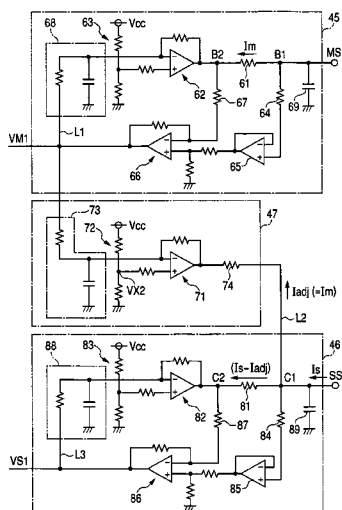 68
63
Vcc
45
B2
Im
B1
MS
61
62
67
64
69
L1
VM1
66
65
73
47
72
Vcc
VX2
71
74
Iadj (=Im)
L2
88
83
Vcc
46
C2
(Is-Iadj)
C1
Is
SS
81
82
87
84
89
L3
VS1
86
85